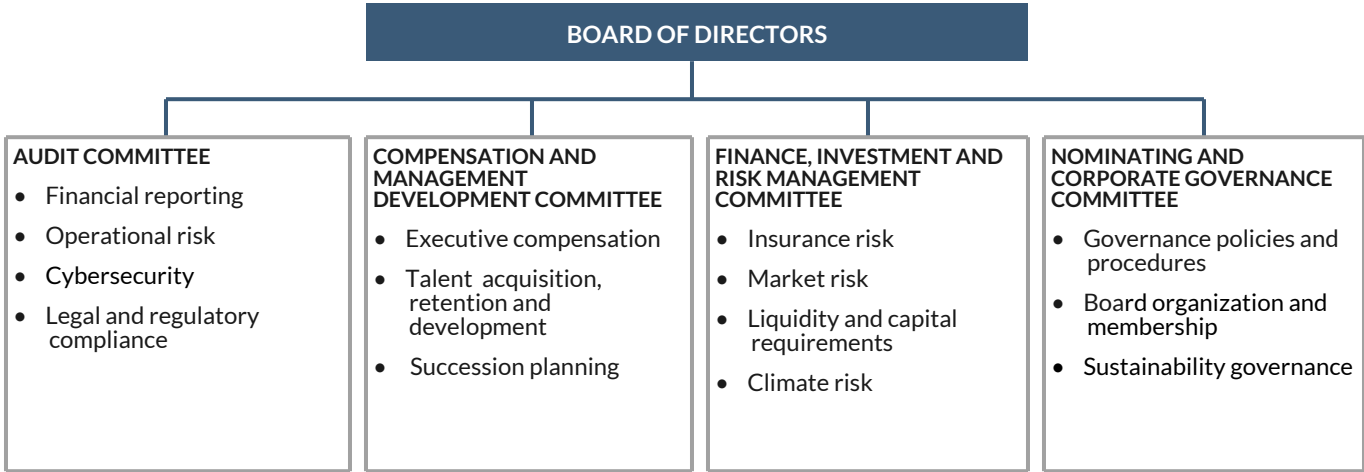 BOARD OF DIRECTORS
AUDIT COMMITTEE
• Financial reporting
• Operational risk
• Cybersecurity
• Legal and regulatory
compliance
COMPENSATION AND
MANAGEMENT
DEVELOPMENT COMMITTEE
• Executive compensation
• Talent acquisition,
retention and
development
• Succession planning
FINANCE, INVESTMENT AND
RISK MANAGEMENT
COMMITTEE
• Insurance risk
• Market risk
• Liquidity and capital
requirements
• Climate risk
NOMINATING AND
CORPORATE GOVERNANCE
COMMITTEE
• Governance policies and
procedures
• Board organization and
membership
• Sustainability governance